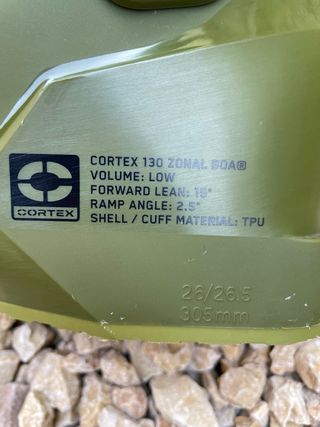 CORTEX 130 ZONAL BOA®
VOLUME: LOW
FORWARD LEAN: 15°
RAMP ANGLE: 2.5°
SHELL / CUFF MATERIAL: TPU
CORTEX
26/26.5
305mm